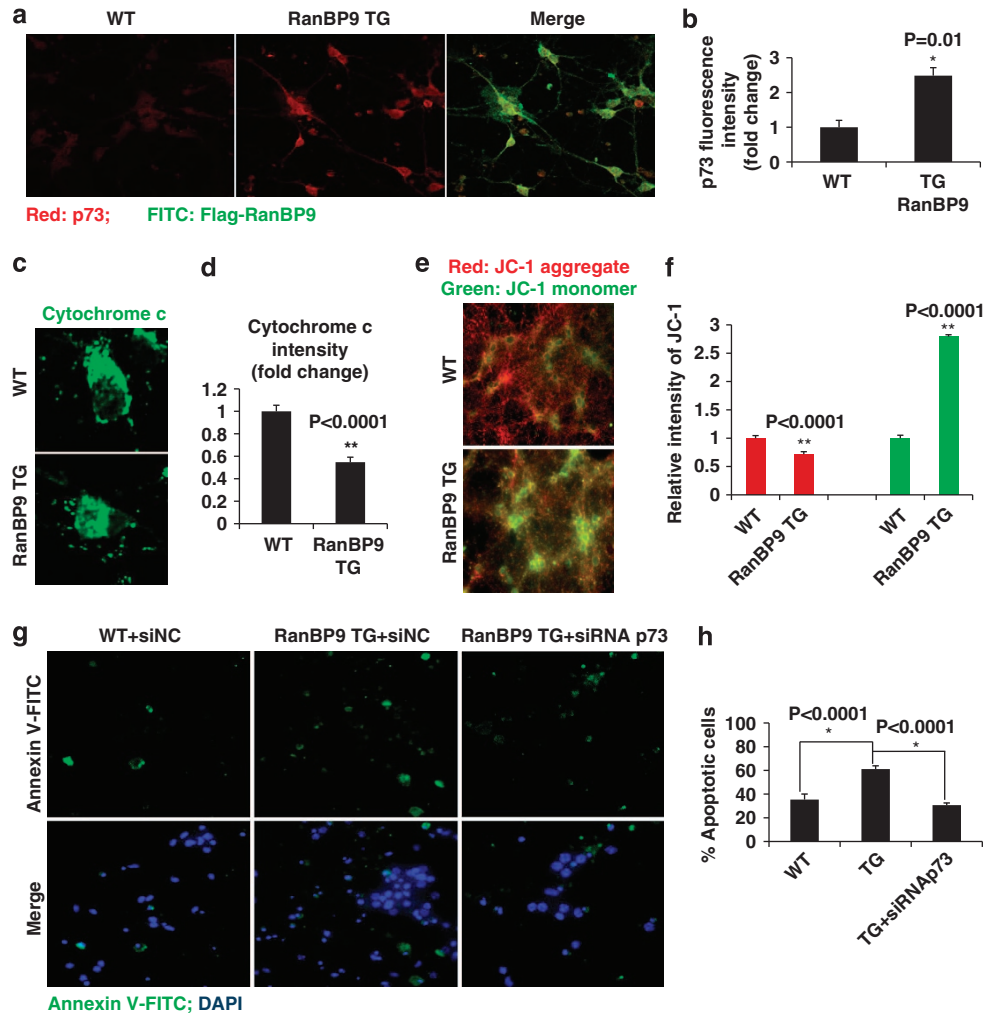 a
WT
RanBP9 TG
Merge
Red: p73;
FITC: Flag-RanBP9
b
P=0.01
*
p73 fluorescence
intensity
(fold change)
3
2
1
0
WT
TG
RanBP9
c
Cytochrome c
WT
RanBP9 TG
d
Cytochrome c
intensity
(fold change)
1.2
1
0.8
0.6
0.4
0.2
0
P<0.0001
**
WT
RanBP9
TG
e
Red: JC-1 aggregate
Green: JC-1 monomer
WT
RanBP9 TG
f
Relative intensity of JC-1
3
2.5
2
1.5
1
0.5
0
P<0.0001
**
P<0.0001
**
WT
RanBP9 TG
WT
RanBP9 TG
g
WT+siNC
RanBP9 TG+siNC
RanBP9 TG+siRNA p73
Annexin V-FITC
Merge
Annexin V-FITC; DAPI
h
% Apoptotic cells
100
80
60
40
20
0
P<0.0001
*
P<0.0001
*
WT
TG
TG+siRNAp73